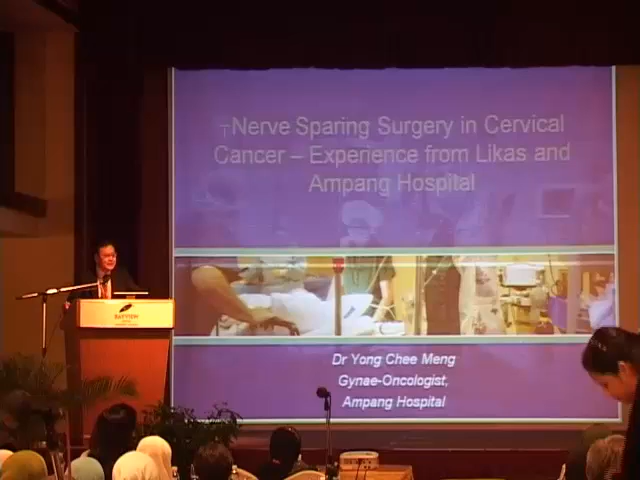 Nerve Sparing Surgery in Cervical
Cancer – Experience from Likas and
Ampang Hospital
Dr Yong Chee Meng
Gynae-Oncologist,
Ampang Hospital
BAYVIEW